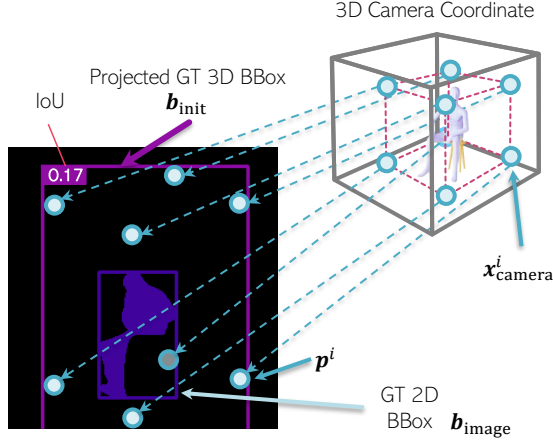 3D Camera Coordinate
Projected GT 3D BBox
b_init
IoU
0.17
x^i_camera
p^i
GT 2D
BBox b_image